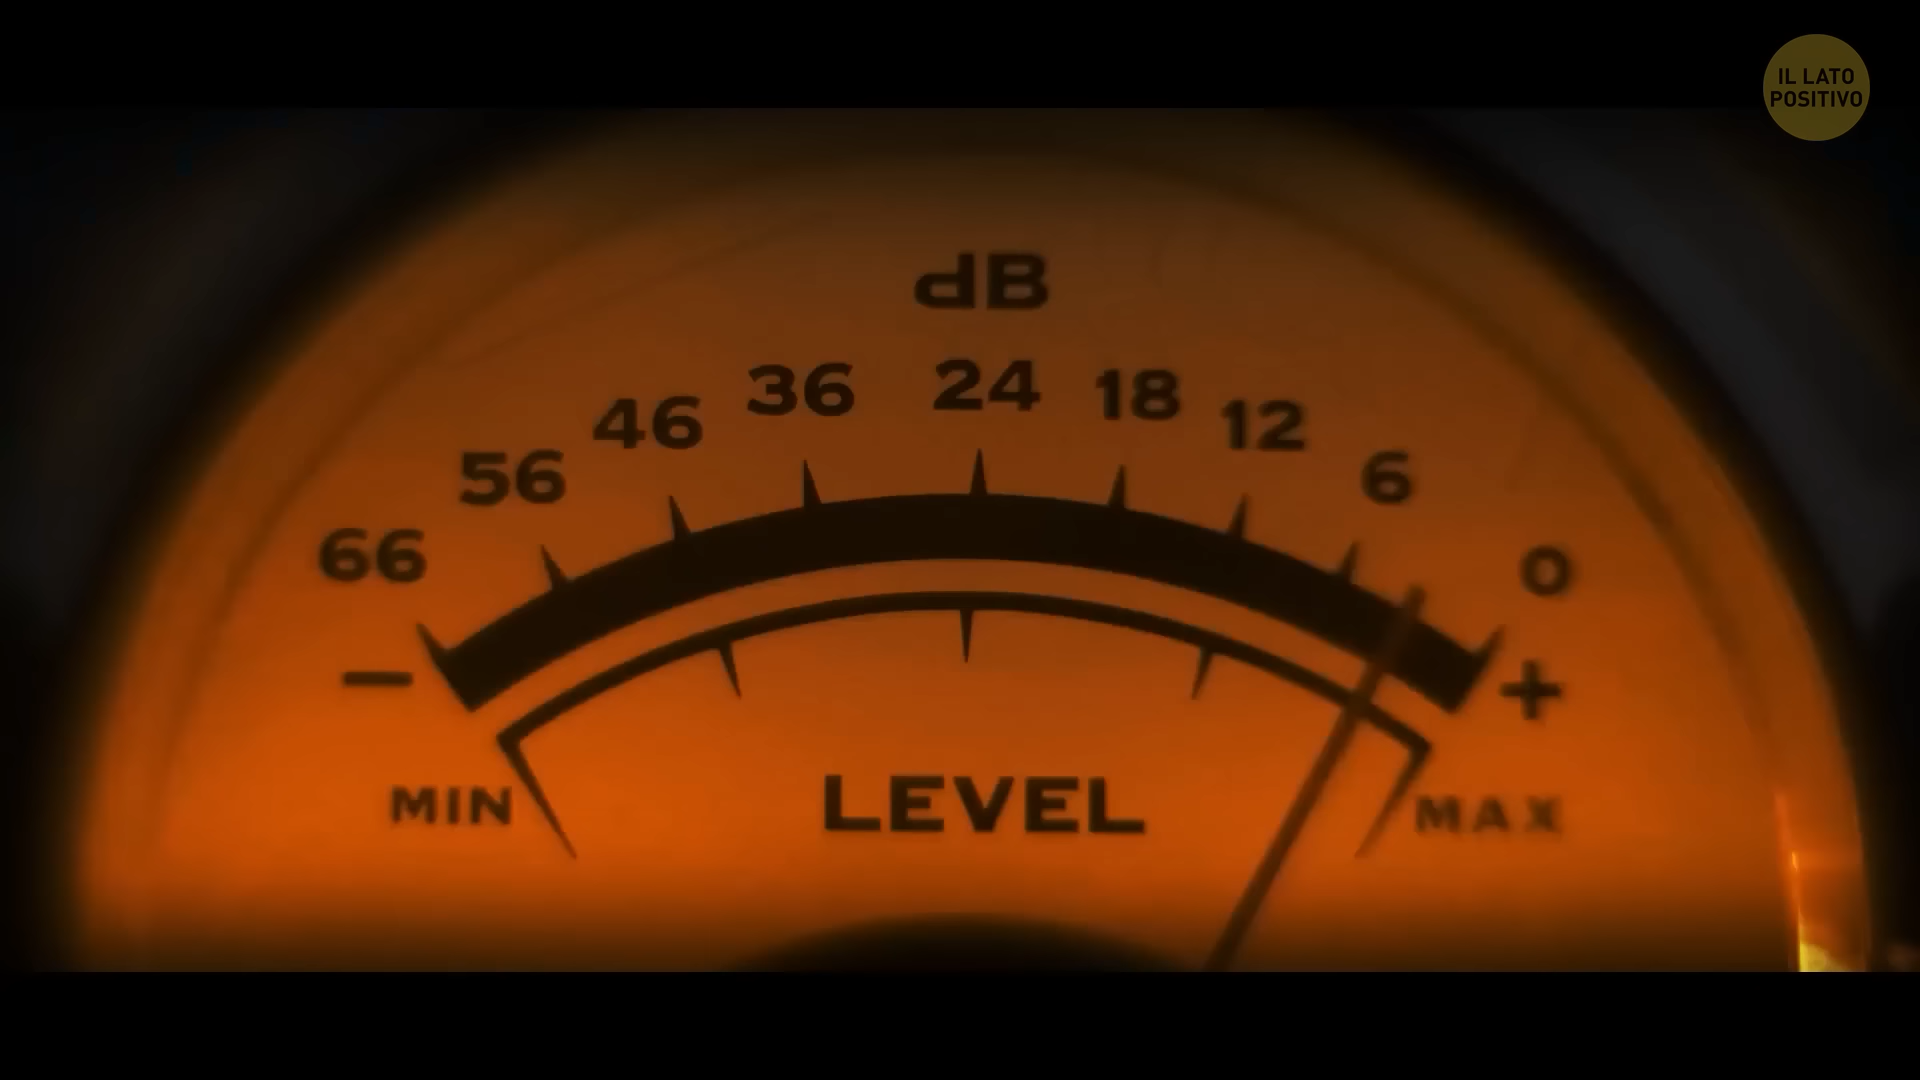 IL LATO
POSITIVO
dB
66 56 46 36 24 18 12 6 0
– +
MIN LEVEL MAX